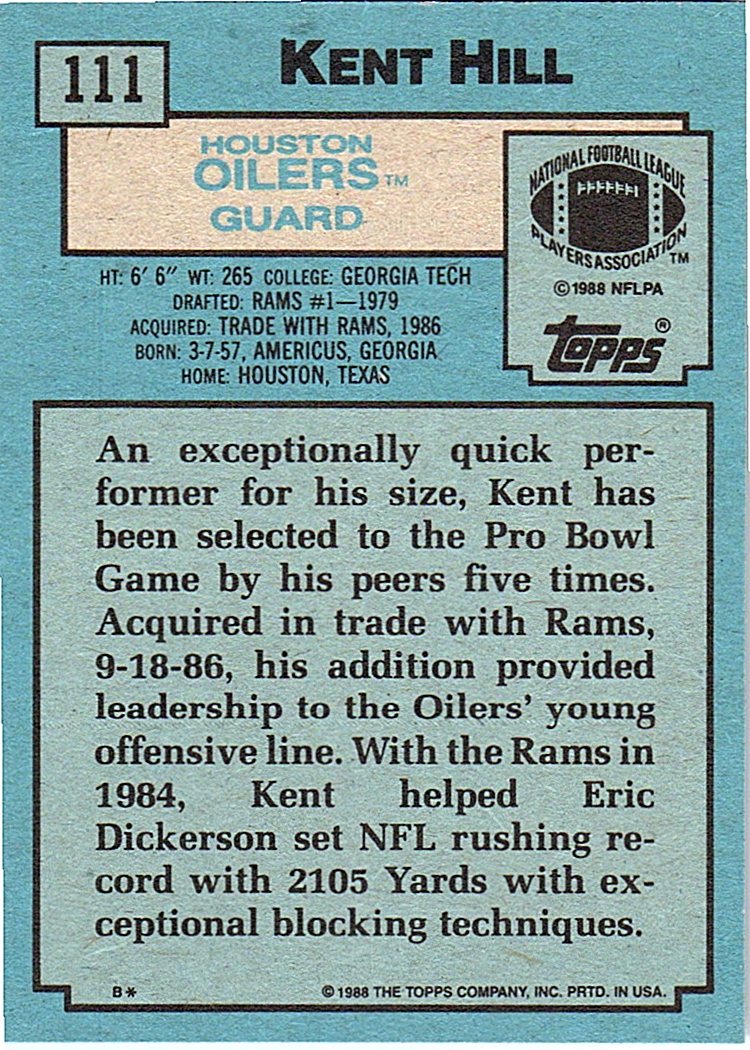 111
KENT HILL
HOUSTON
OILERS™
GUARD
NATIONAL FOOTBALL LEAGUE
PLAYERS ASSOCIATION™
©1988 NFLPA
Topps®
HT: 6' 6" WT: 265 COLLEGE: GEORGIA TECH
DRAFTED: RAMS #1—1979
ACQUIRED: TRADE WITH RAMS, 1986
BORN: 3-7-57, AMERICUS, GEORGIA
HOME: HOUSTON, TEXAS
An exceptionally quick per-
former for his size, Kent has
been selected to the Pro Bowl
Game by his peers five times.
Acquired in trade with Rams,
9-18-86, his addition provided
leadership to the Oilers' young
offensive line. With the Rams in
1984, Kent helped Eric
Dickerson set NFL rushing re-
cord with 2105 Yards with ex-
ceptional blocking techniques.
B* ©1988 THE TOPPS COMPANY, INC. PRTD. IN USA.